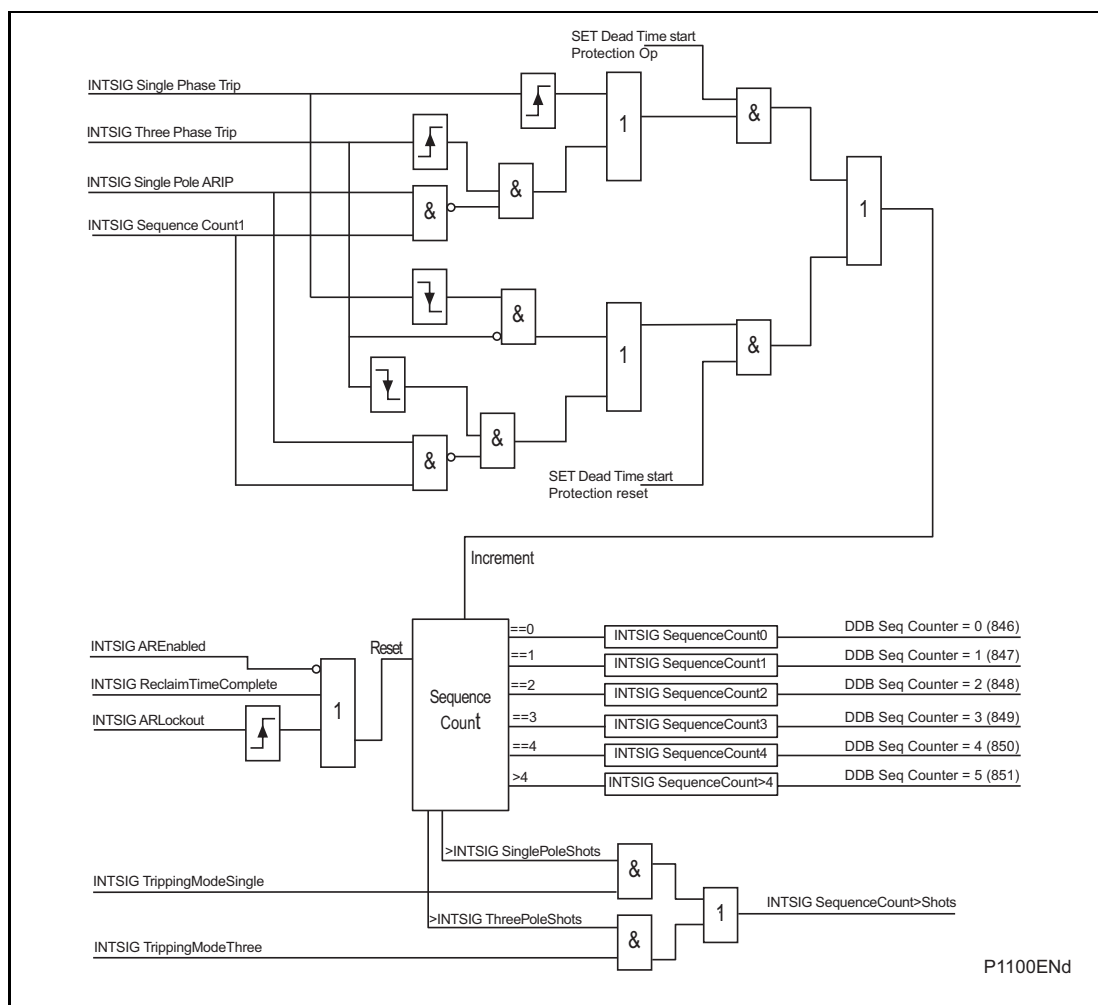 SET Dead Time start
Protection Op
INTSIG Single Phase Trip
1
&
INTSIG Three Phase Trip
&
INTSIG Single Pole ARIP
&
1
INTSIG Sequence Count1
&
1
&
&
&
SET Dead Time start
Protection reset
Increment
INTSIG AREnabled
Reset
INTSIG ReclaimTimeComplete
1
INTSIG ARLockout
Sequence
Count
==0
INTSIG SequenceCount0
DDB Seq Counter = 0 (846)
==1
INTSIG SequenceCount1
DDB Seq Counter = 1 (847)
==2
INTSIG SequenceCount2
DDB Seq Counter = 2 (848)
==3
INTSIG SequenceCount3
DDB Seq Counter = 3 (849)
==4
INTSIG SequenceCount4
DDB Seq Counter = 4 (850)
>4
INTSIG SequenceCount>4
DDB Seq Counter = 5 (851)
>INTSIG SinglePoleShots
&
INTSIG TrippingModeSingle
1
INTSIG SequenceCount>Shots
>INTSIG ThreePoleShots
&
INTSIG TrippingModeThree
P1100ENd